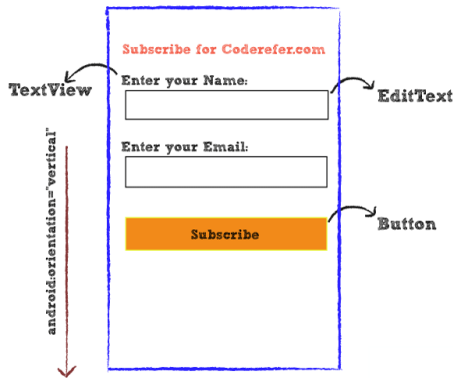 Subscribe for Coderefer.com
Enter your Name:
TextView
EditText
Enter your Email:
Button
Subscribe
android:orientation="vertical"